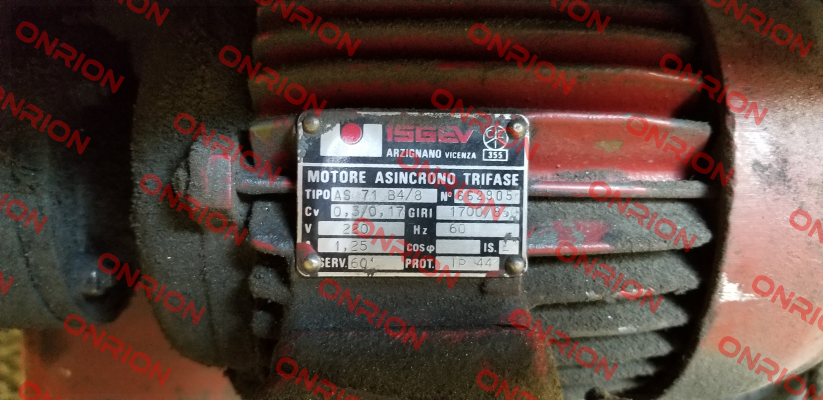 ISGEV
ARZIGNANO VICENZA 355
MOTORE ASINCRONO TRIFASE
TIPO AS 71 B4/8 Nº
Cv 0,3/0,17 GIRI
V 220 Hz 60
1,25 COS φ IS.
SERV. 60' PROT. IP 44
ONRION